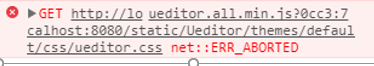 GET http://lo ueditor.all.min.js?0cc3:7
calhost:8080/static/Ueditor/themes/defaul
t/css/ueditor.css net::ERR_ABORTED